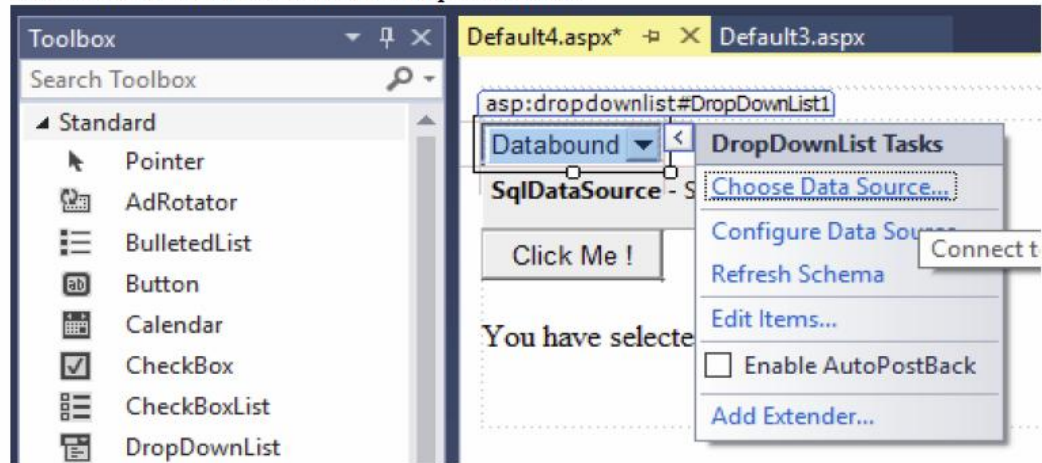 Toolbox
Search Toolbox
Standard
Pointer
AdRotator
BulletedList
Button
Calendar
CheckBox
CheckBoxList
DropDownList
Default4.aspx* Default3.aspx
asp:dropdownlist#DropDownList1
Databound
SqlDataSource - S
Click Me !
You have selecte
DropDownList Tasks
Choose Data Source...
Configure Data
Connect t
Refresh Schema
Edit Items...
Enable AutoPostBack
Add Extender...